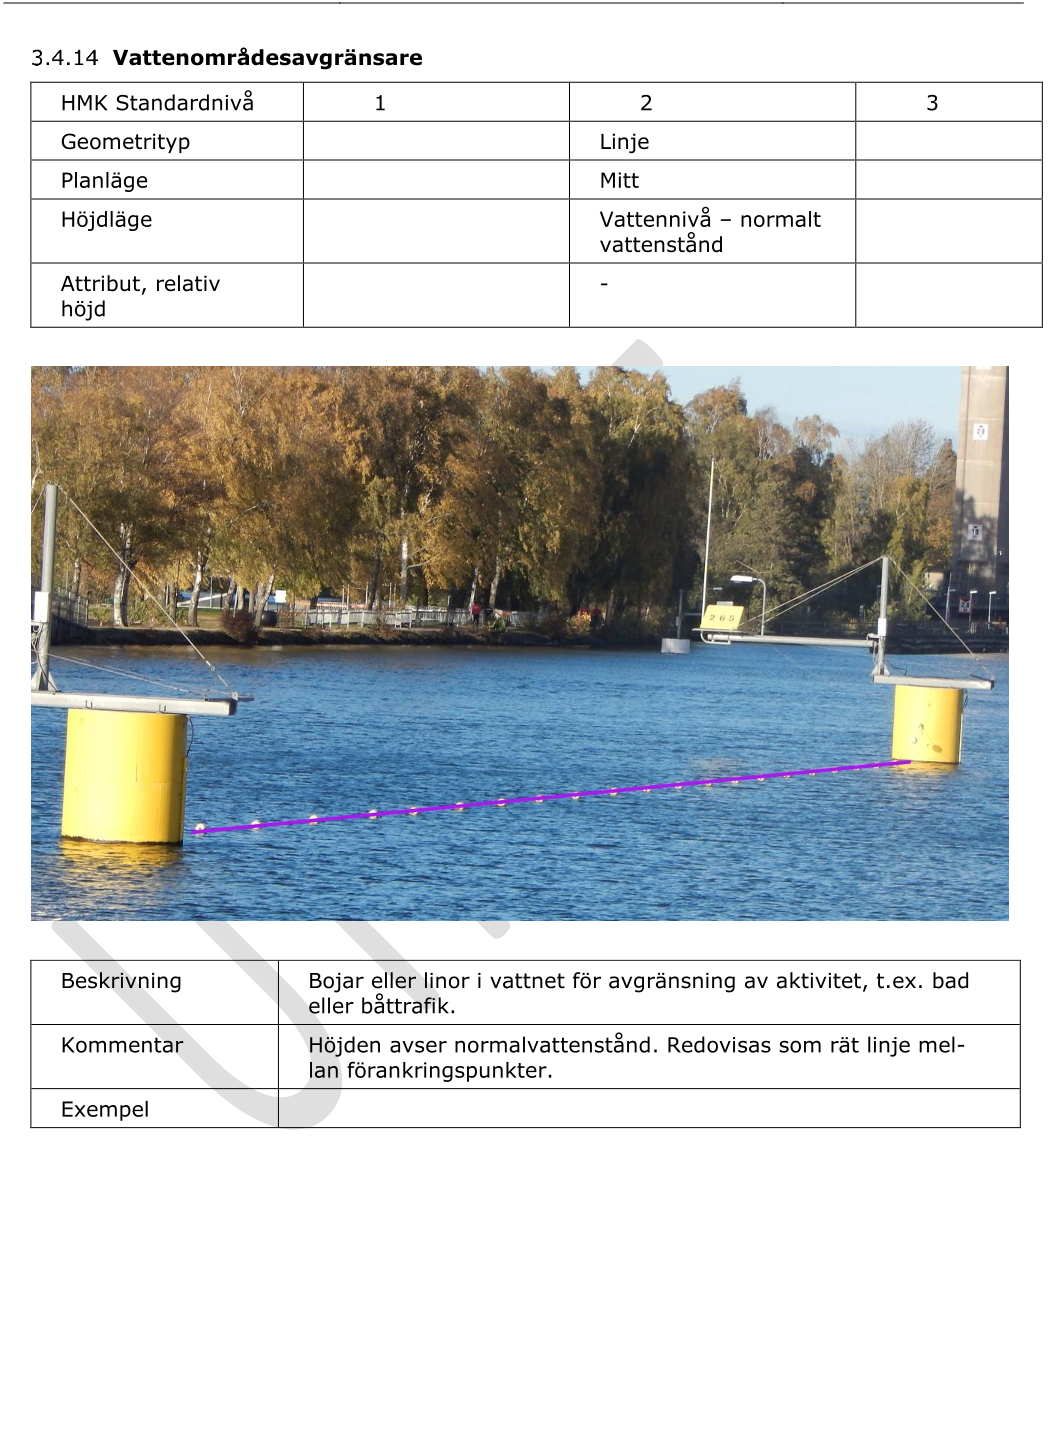 3.4.14 Vattenområdesavgränsare
HMK Standardnivå 1 2 3
Geometrityp Linje
Planläge Mitt
Höjdläge Vattennivå – normalt
vattenstånd
Attribut, relativ -
höjd
265
Beskrivning Bojar eller linor i vattnet för avgränsning av aktivitet, t.ex. bad
eller båttrafik.
Kommentar Höjden avser normalvattenstånd. Redovisas som rät linje mel-
lan förankringspunkter.
Exempel